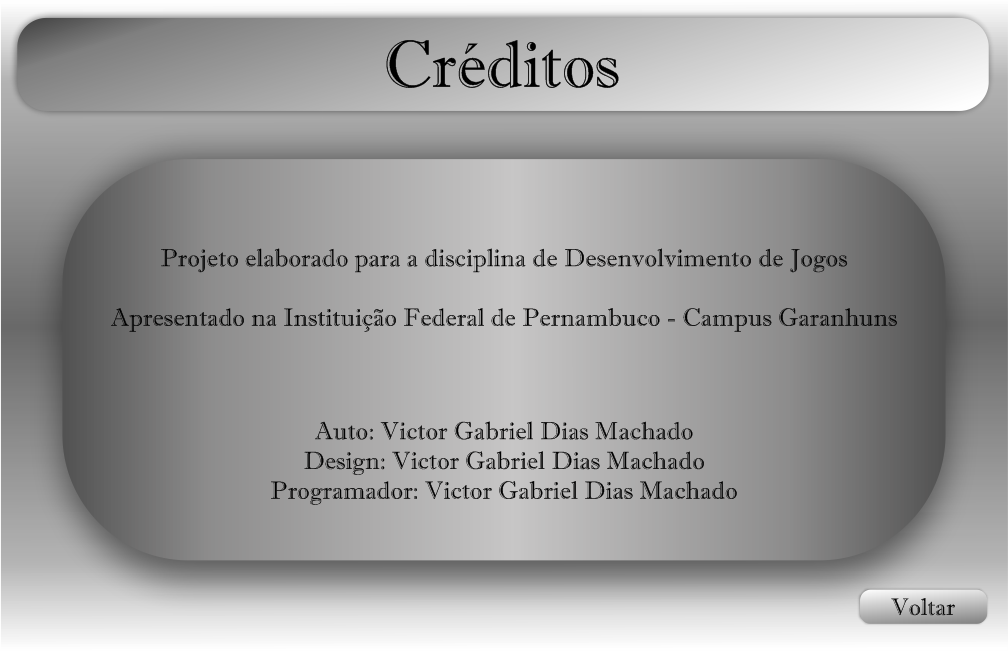 Créditos
Projeto elaborado para a disciplina de Desenvolvimento de Jogos
Apresentado na Instituição Federal de Pernambuco - Campus Garanhuns
Auto: Victor Gabriel Dias Machado
Design: Victor Gabriel Dias Machado
Programador: Victor Gabriel Dias Machado
Voltar